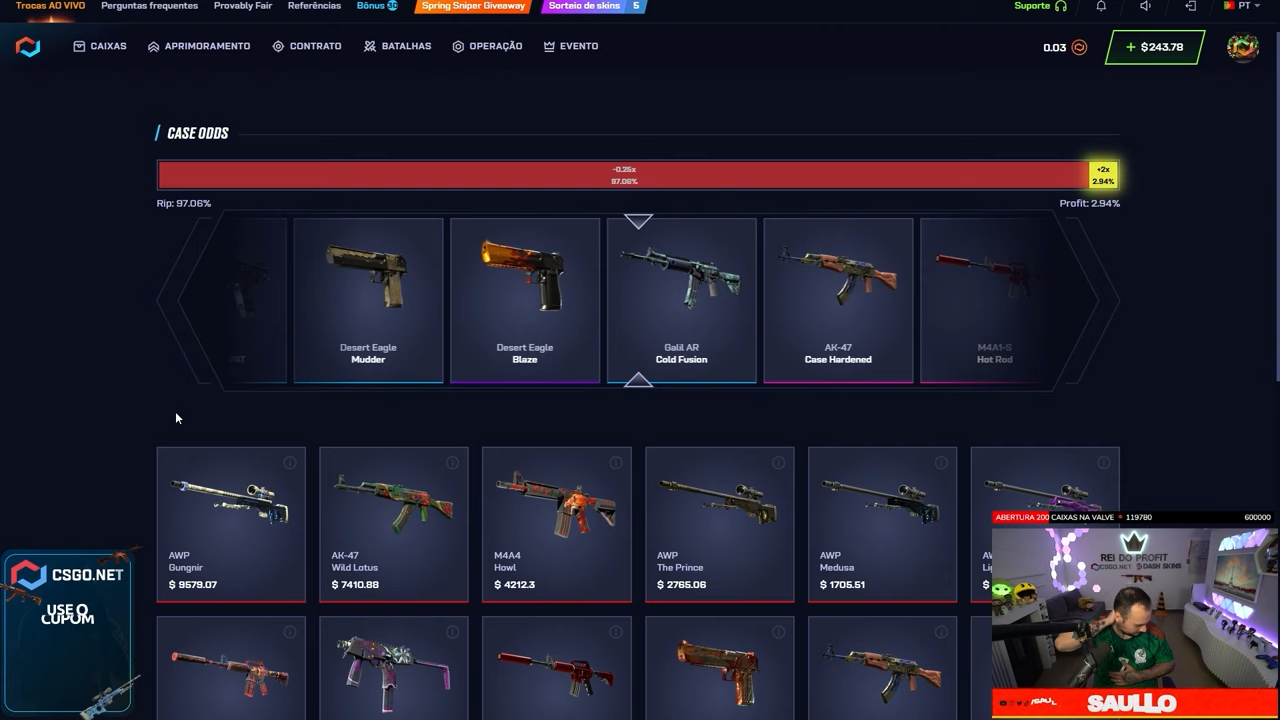 Trocas AO VIVO
Perguntas frequentes
Provably Fair
Referências
Bônus
Spring Sniper Giveaway
Sorteio de skins 5
Suporte
PT
CAIXAS
APRIMORAMENTO
CONTRATO
BATALHAS
OPERAÇÃO
EVENTO
0.03
+ $243.78
CASE ODDS
-0.25x
97.06%
+2x
2.94%
Rip: 97.06%
Profit: 2.94%
Desert Eagle
Mudder
Desert Eagle
Blaze
Galil AR
Cold Fusion
AK-47
Case Hardened
M4A1-S
Hot Rod
AWP
Gungnir
$ 9579.07
AK-47
Wild Lotus
$ 7410.88
M4A4
Howl
$ 4212.3
AWP
The Prince
$ 2765.06
AWP
Medusa
$ 1705.51
ABERTURA 200 CAIXAS NA VALVE
119780
600000
REI DO PROFIT
CSGO.NET
DASH SKINS
SAULLO
CSGO.NET
USE O
CUPOM